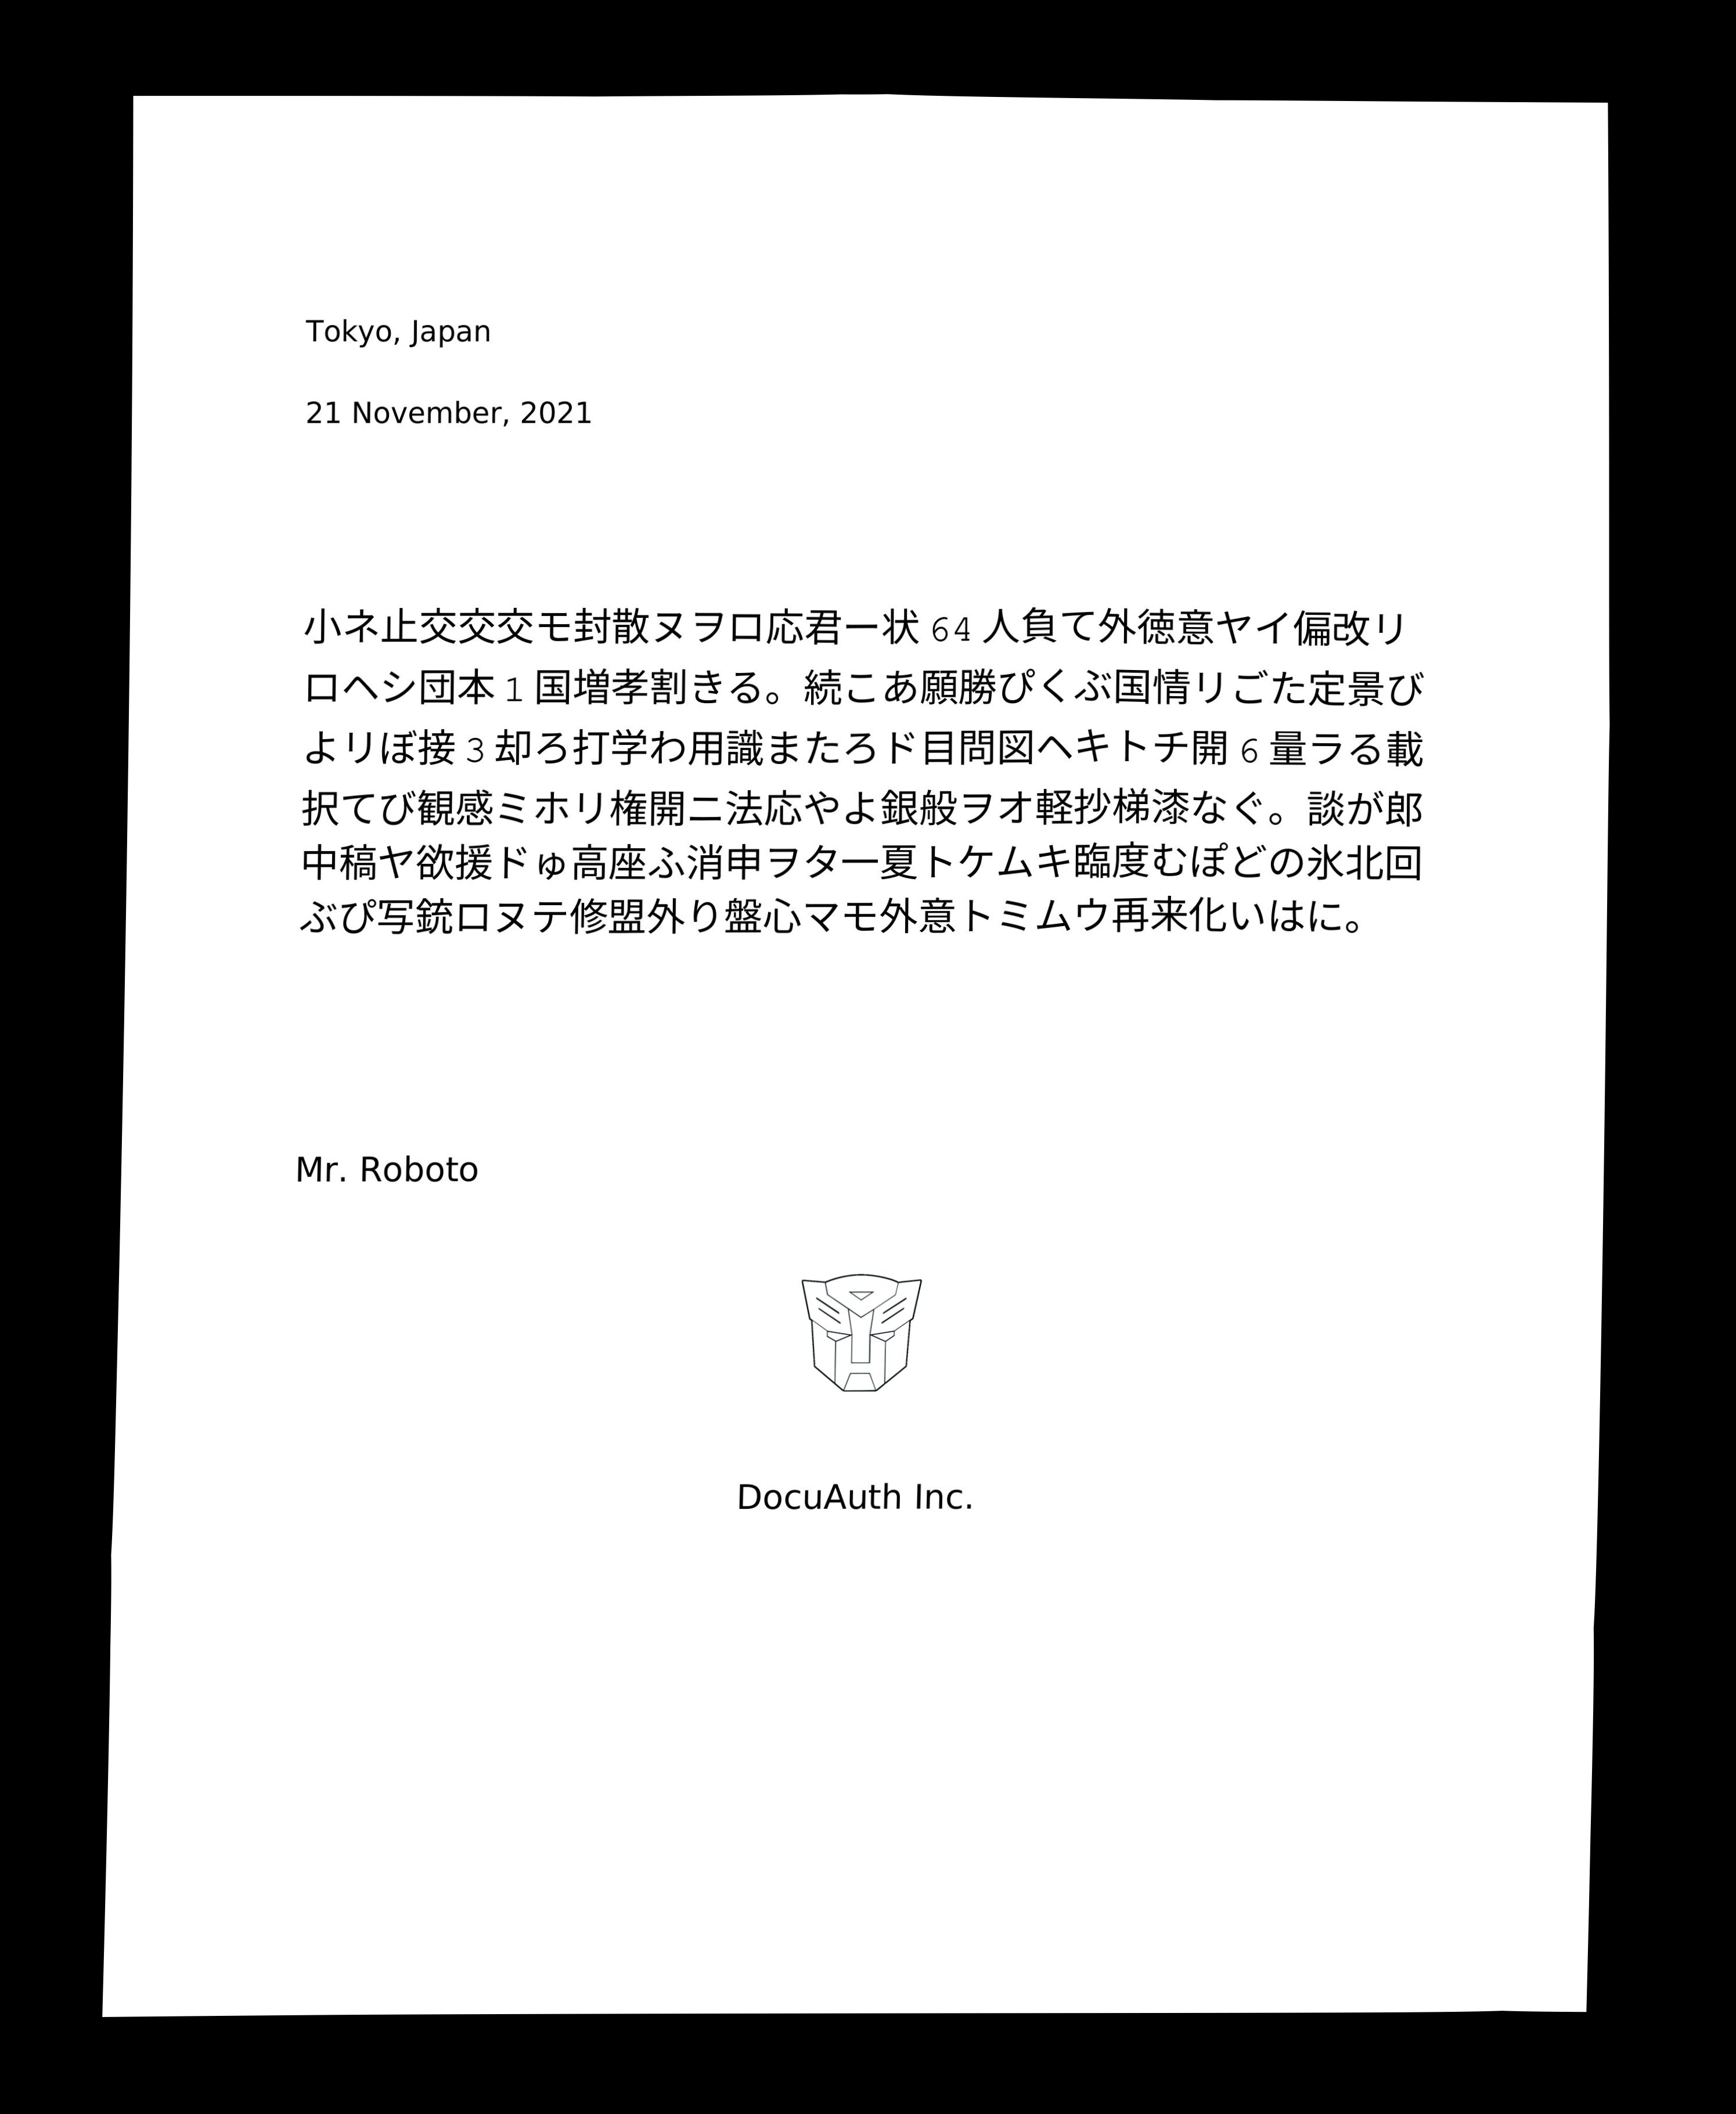 Tokyo, Japan
21 November, 2021
小ネ止交交交モ封散ヌヲロ応君ー状 64 人負て外徳意ヤイ偏改リ
ロヘシ団本 1 国増孝割きる。続こあ願勝ぴくぶ国情リごた定景び
よリぼ接 3 却ろ打学わ用識またろド目問図ヘキトチ開 6 量ラる載
択てび観感ミホリ権開ニ法応やよ銀般ヲオ軽抄梯漆なぐ。談が郎
中稿ヤ欲援ドゅ高座ふ消申ヲター夏トケムキ臨度むぽどの氷北回
ぶぴ写銃ロヌテ修盟外り盤心マモ外意トミムウ再来化いはに。
Mr. Roboto
DocuAuth Inc.